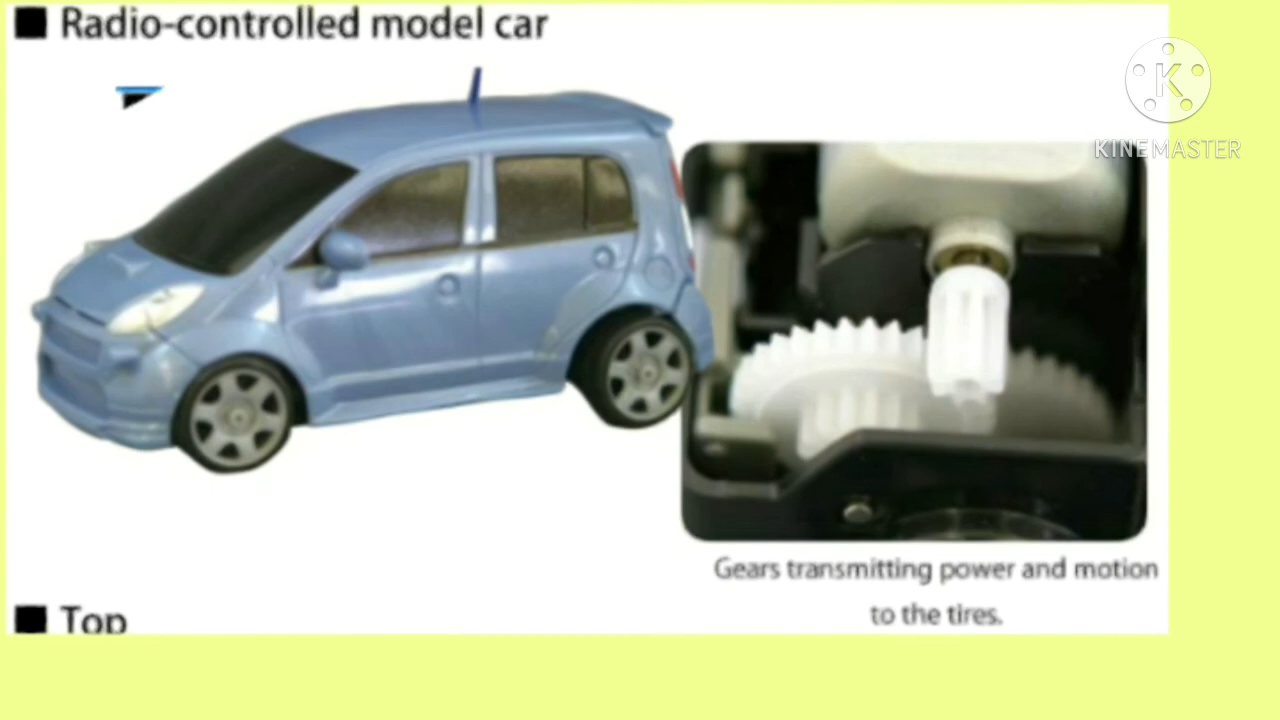 ■ Radio-controlled model car
KINEMASTER
Gears transmitting power and motion
to the tires.
■ Top